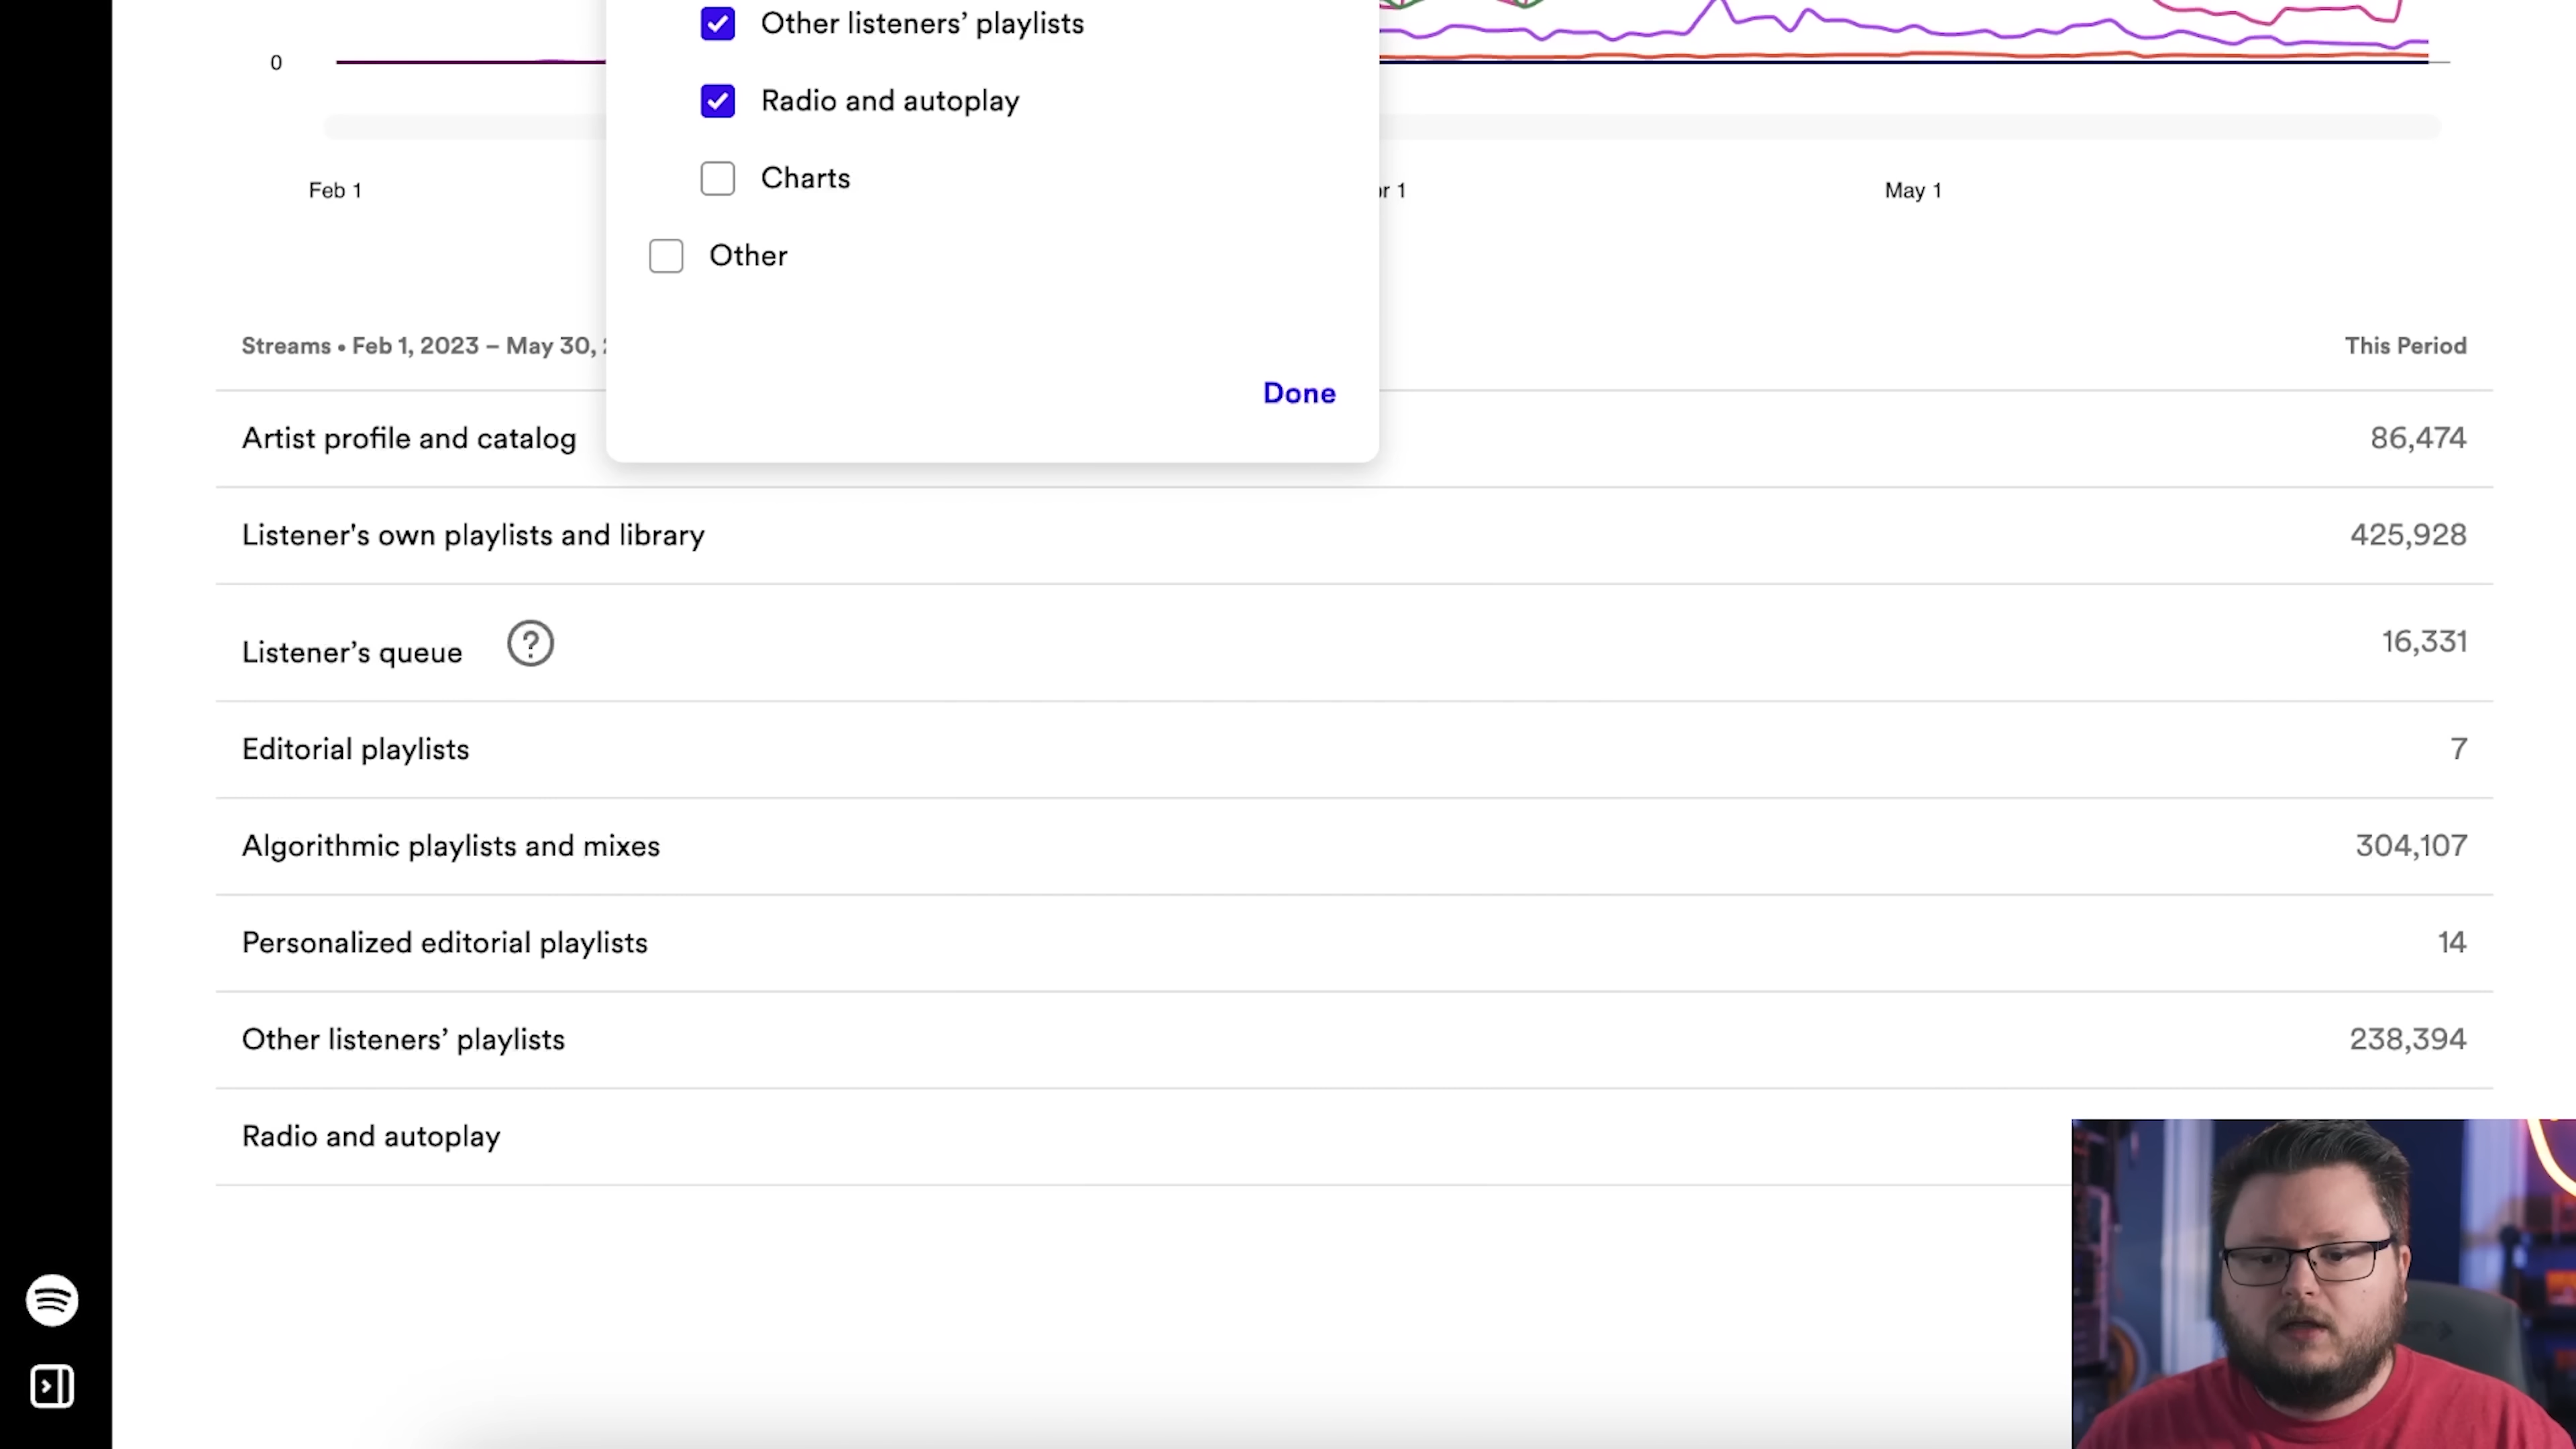 Other listeners’ playlists
0
Radio and autoplay
Charts
Feb 1
r 1
May 1
Other
Streams • Feb 1, 2023 – May 30,
This Period
Done
Artist profile and catalog
86,474
Listener's own playlists and library
425,928
Listener’s queue ?
16,331
Editorial playlists
7
Algorithmic playlists and mixes
304,107
Personalized editorial playlists
14
Other listeners’ playlists
238,394
Radio and autoplay